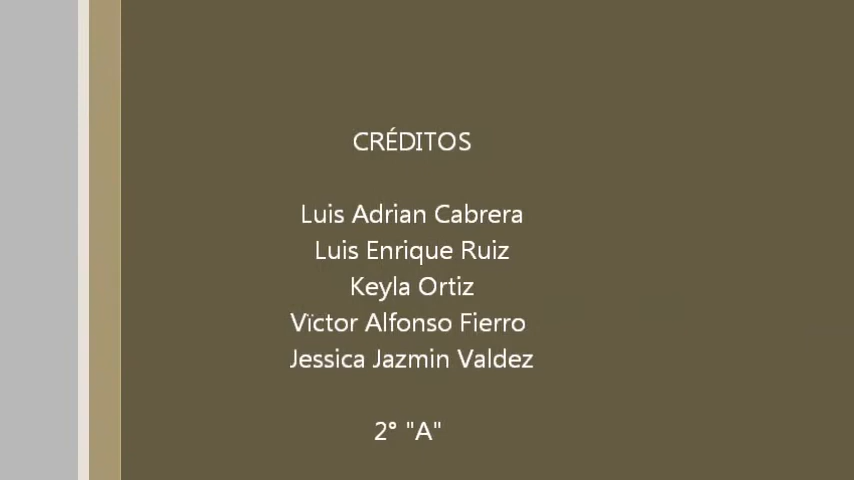 CRÉDITOS
Luis Adrian Cabrera
Luis Enrique Ruiz
Keyla Ortiz
Vïctor Alfonso Fierro
Jessica Jazmin Valdez
2° "A"